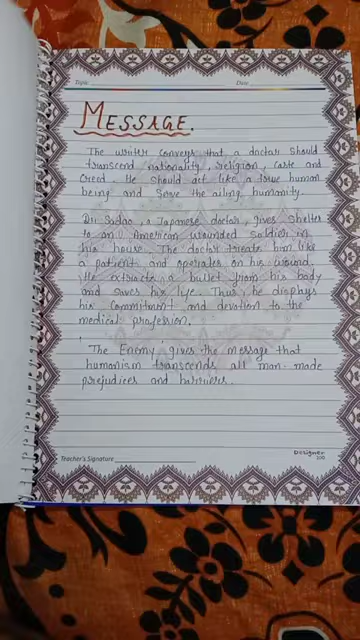 Topic
Date
MESSAGE.
The writer conveys that a doctor should
transcend nationality, religion, caste and
creed. He should act like a true human
being and serve the ailing humanity.
Dr. Sadao, a Japanese doctor, gives shelter
to an American wounded soldier in
his house. The doctor treats him like
a patient and operates on his wound.
He extracts a bullet from his body
and saves his life. Thus, he displays
his commitment and devotion to the
medical profession.
The Enemy gives the message that
humanism transcends all man-made
prejudices and barriers.
Designer
Teacher's Signature